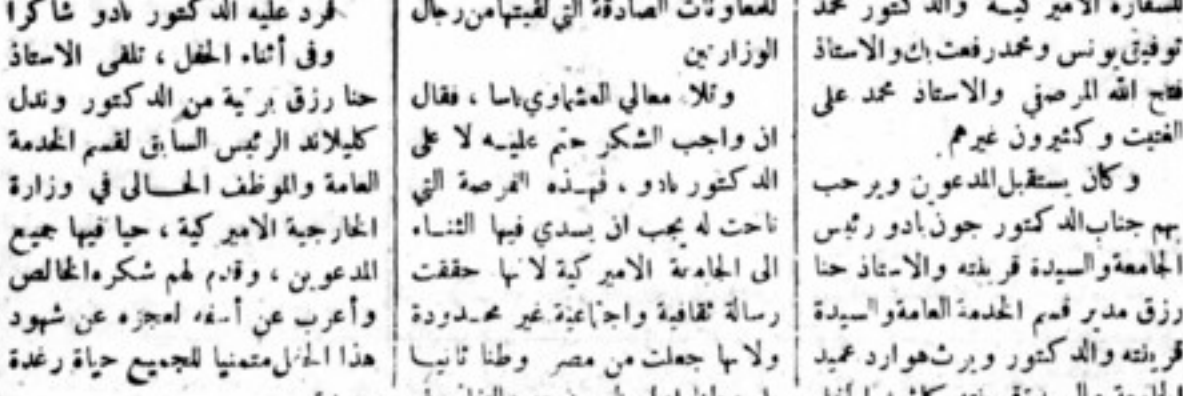 للسفارة الاميركية والدكتور محمد
توفيق يونس ومحمد رفعت بك والاستاذ
فتح الله المرصفي والاستاذ محمد على
الغتيت وكثيرون غيرهم
وكان يستقبل المدعوين ويرحب
بهم جناب الدكتور جون بادو رئيس
الجامعة والسيدة قرينته والاستاذ حنا
رزق مدير قسم الخدمة العامة والسيدة
قرينته والدكتور ورث هوارد عميد
للمعاونات الصادقة التي لقيتها من رجال
الوزارتين
وتلاه معالي العشماوي باسا ، فقال
ان واجب الشكر حتم عليه لا على
الدكتور بادو ، فهذه الفرصة التي
تاحت له يجب ان يسدي فيها الثناء
الى الجامعة الاميركية لانها حققت
رسالة ثقافية واجتماعية غير محدودة
ولانها جعلت من مصر وطنا ثانيا
فرد عليه الدكتور بادو شاكرا
وفى أثناء الحفل ، تلقى الاستاذ
حنا رزق برقية من الدكتور وندل
كليلاند الرئيس السابق لقسم الخدمة
العامة والموظف الحالى في وزارة
الخارجية الاميركية ، حيا فيها جميع
المدعوين ، وقدم لهم شكره الخالص
وأعرب عن أسفه لعجزه عن شهود
هذا الحفل متمنيا للجميع حياة رغدة